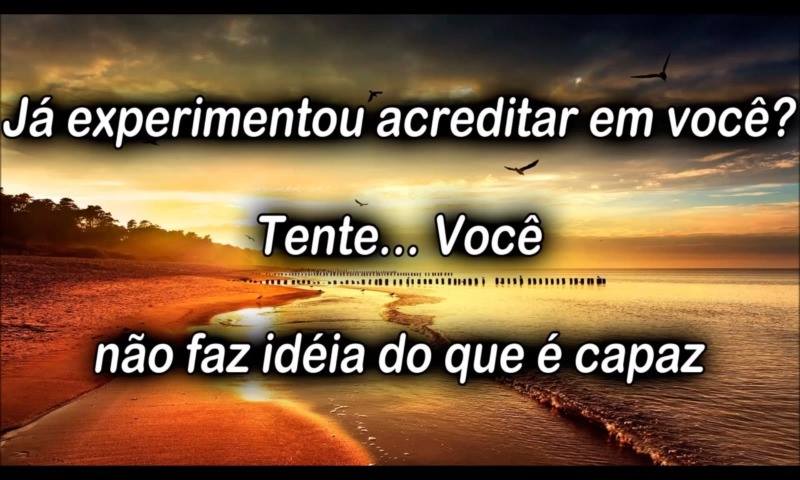 Já experimentou acreditar em você?
Tente... Você
não faz idéia do que é capaz